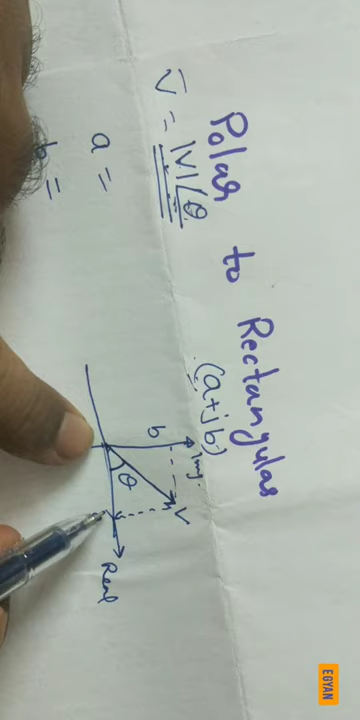 Polar to Rectangular
(a+jb)
V̄ = |V|∠θ
a =
b =
Img.
b
V
θ
Real
EGYAN